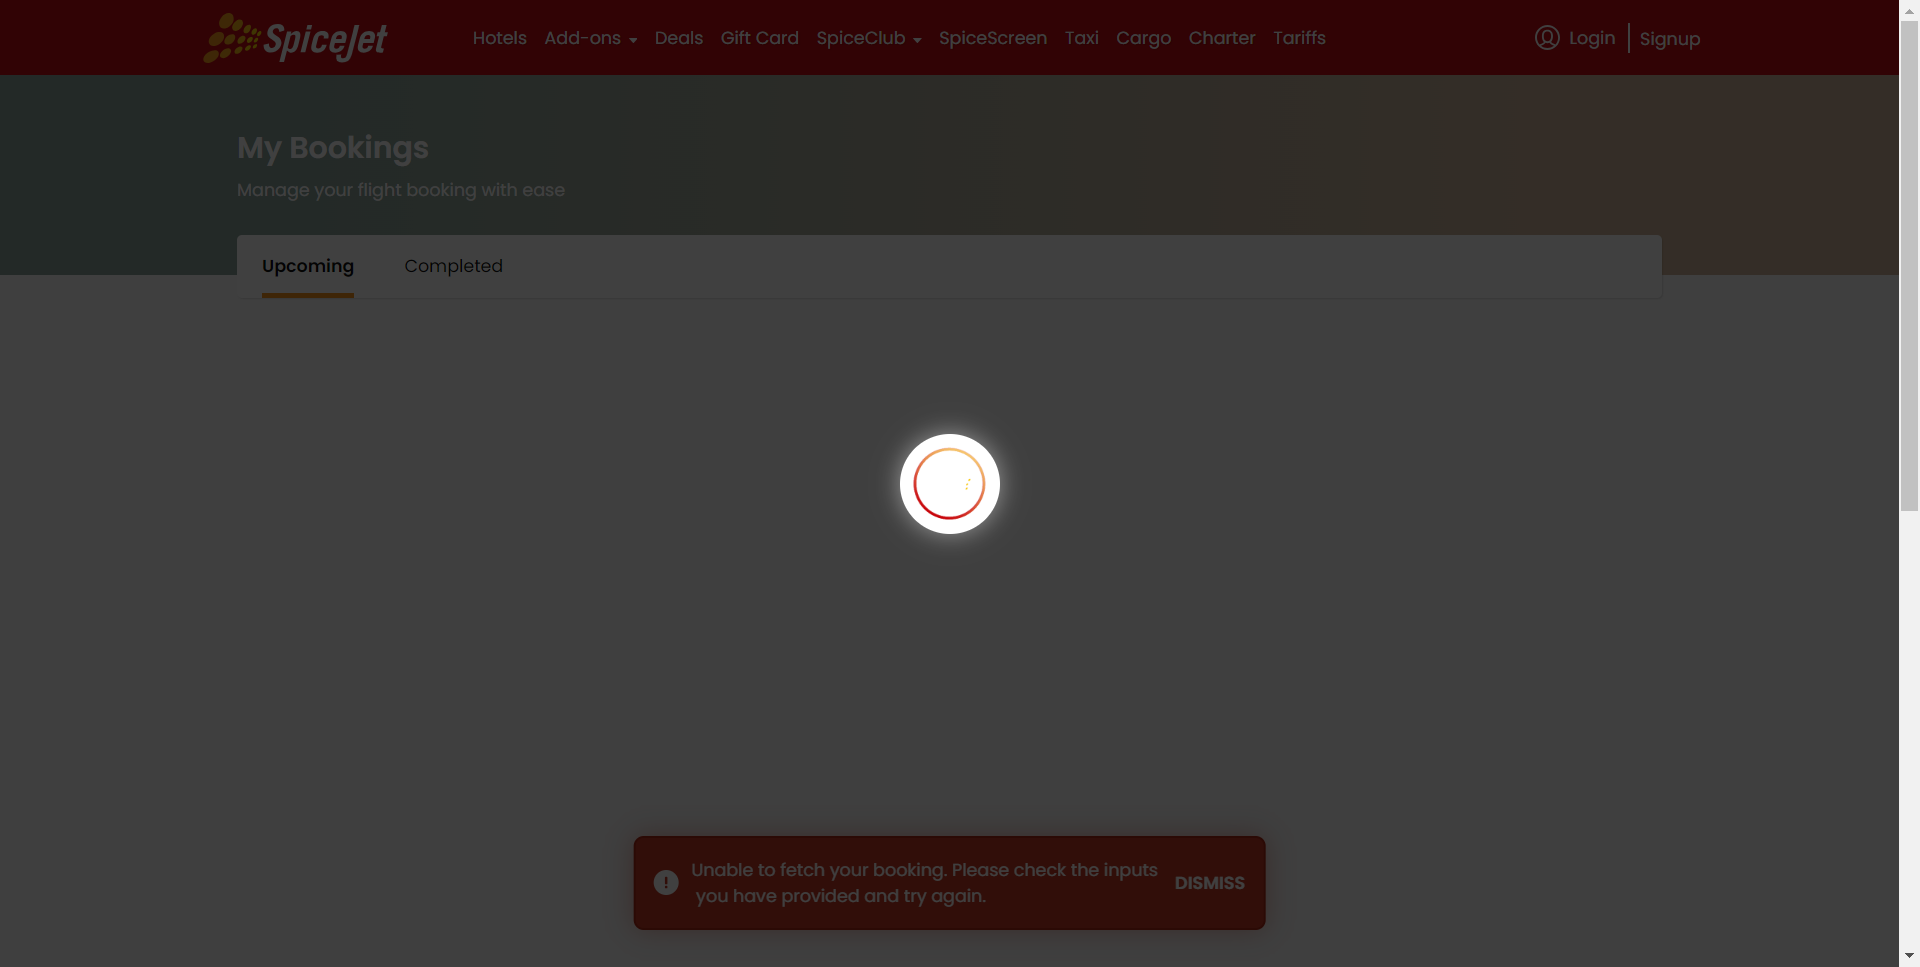 SpiceJet
Hotels Add-ons Deals Gift Card SpiceClub SpiceScreen Taxi Cargo Charter Tariffs Login Signup
My Bookings
Manage your flight booking with ease
Upcoming Completed
Unable to fetch your booking. Please check the inputs
you have provided and try again.
DISMISS